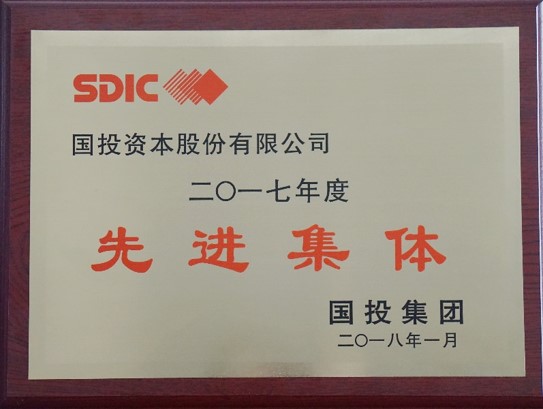 SDIC
国投资本股份有限公司
二〇一七年度
先进集体
国投集团
二〇一八年一月